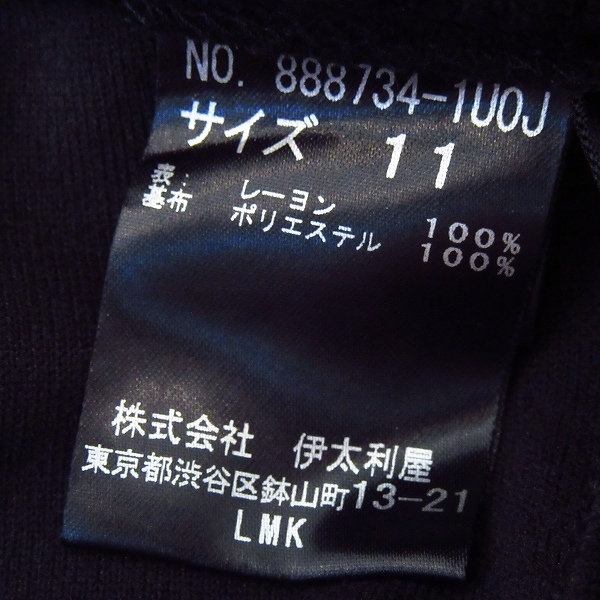 NO. 888734-1U0J
サイズ 11
表: レーヨン 100%
基布 ポリエステル 100%
株式会社 伊太利屋
東京都渋谷区鉢山町13-21
LMK